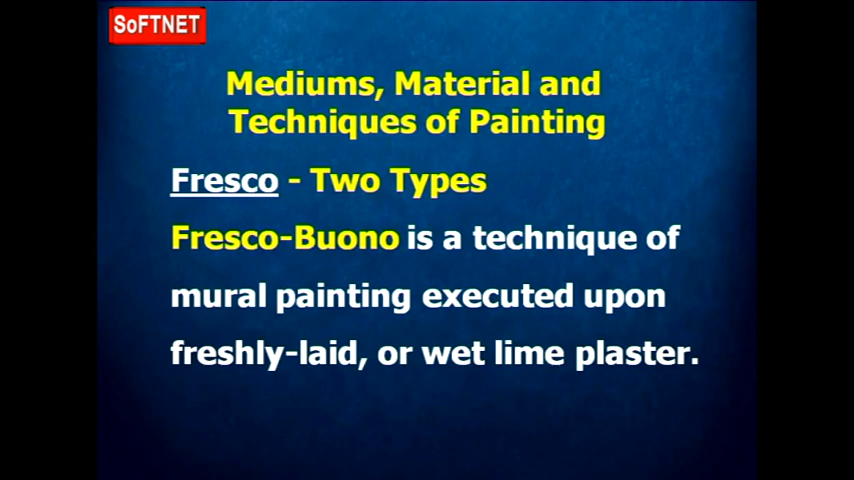 SoFTNET
Mediums, Material and
Techniques of Painting
Fresco - Two Types
Fresco-Buono is a technique of
mural painting executed upon
freshly-laid, or wet lime plaster.